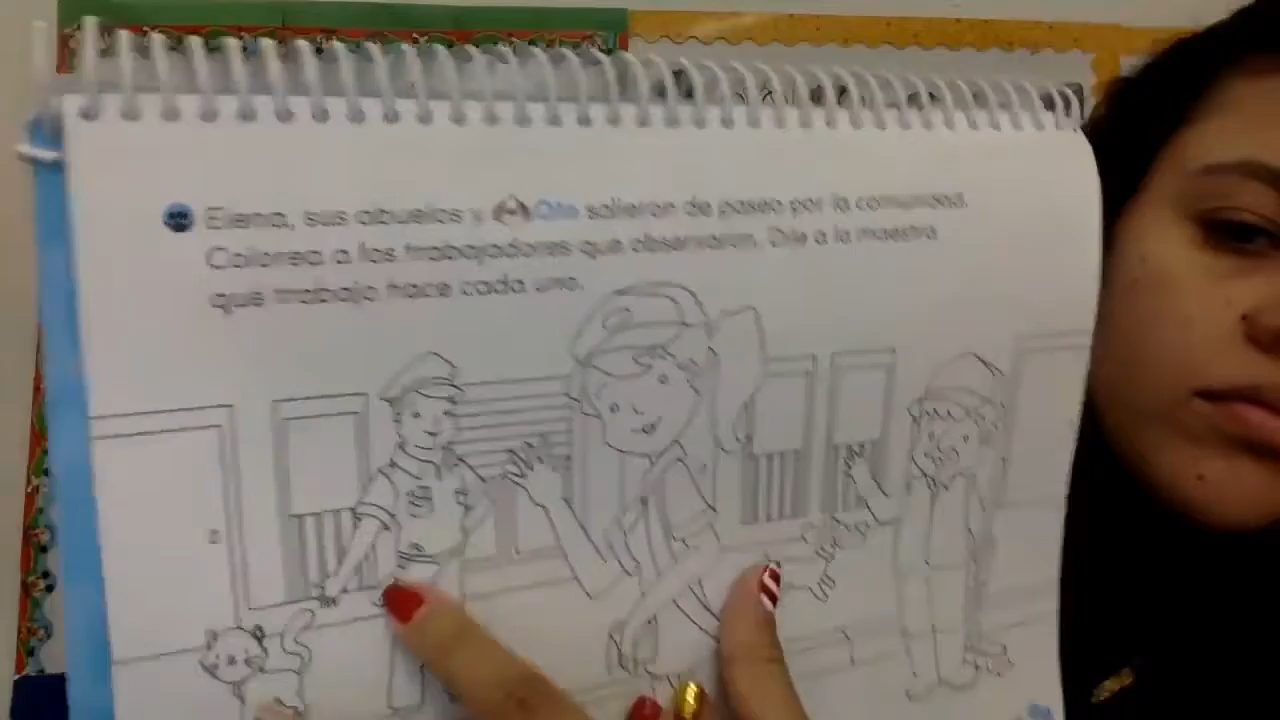 Elena, sus abuelos y Oto salieron de paseo por la comunidad.
Colorea a los trabajadores que observaron. Dile a la maestra
que trabajo hace cada uno.